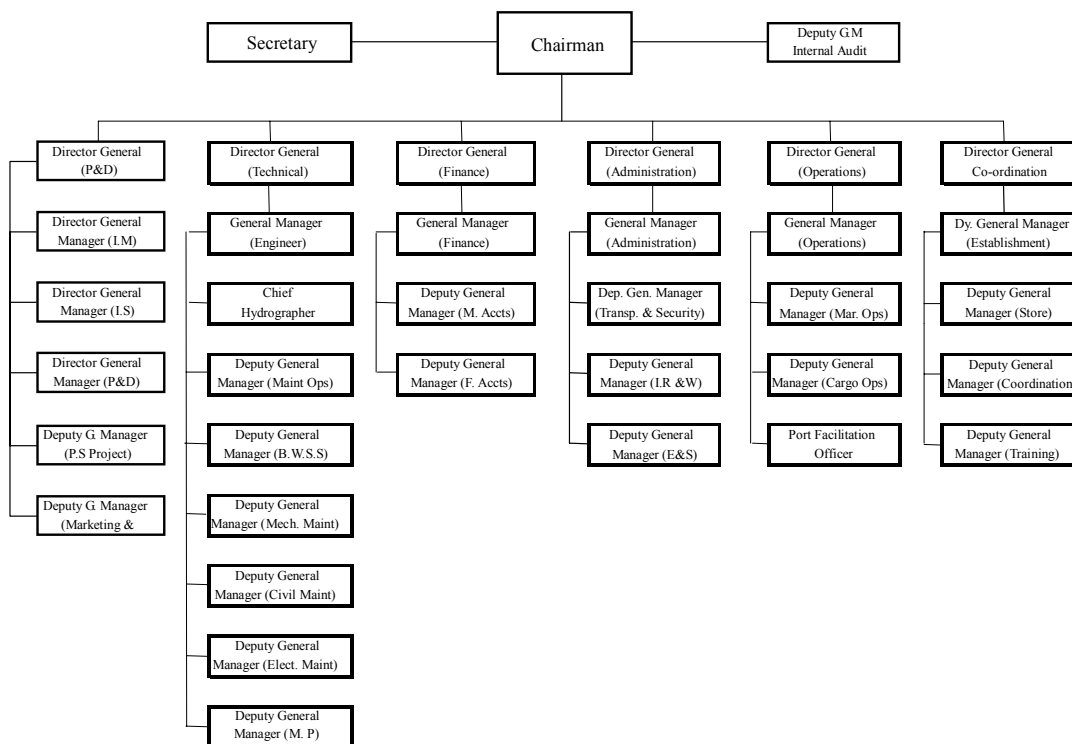 Secretary
Chairman
Deputy G.M
Internal Audit
Director General
(P&D)
Director General
Manager (I.M)
Director General
Manager (I.S)
Director General
Manager (P&D)
Deputy G. Manager
(P.S Project)
Deputy G. Manager
(Marketing &
Director General
(Technical)
General Manager
(Engineer)
Chief
Hydrographer
Deputy General
Manager (Maint Ops)
Deputy General
Manager (B.W.S.S)
Deputy General
Manager (Mech. Maint)
Deputy General
Manager (Civil Maint)
Deputy General
Manager (Elect. Maint)
Deputy General
Manager (M. P)
Director General
(Finance)
General Manager
(Finance)
Deputy General
Manager (M. Accts)
Deputy General
Manager (F. Accts)
Director General
(Administration)
General Manager
(Administration)
Dep. Gen. Manager
(Transp. & Security)
Deputy General
Manager (I.R &W)
Deputy General
Manager (E&S)
Director General
(Operations)
General Manager
(Operations)
Deputy General
Manager (Mar. Ops)
Deputy General
Manager (Cargo Ops)
Port Facilitation
Officer
Director General
Co-ordination
Dy. General Manager
(Establishment)
Deputy General
Manager (Store)
Deputy General
Manager (Coordination
Deputy General
Manager (Training)